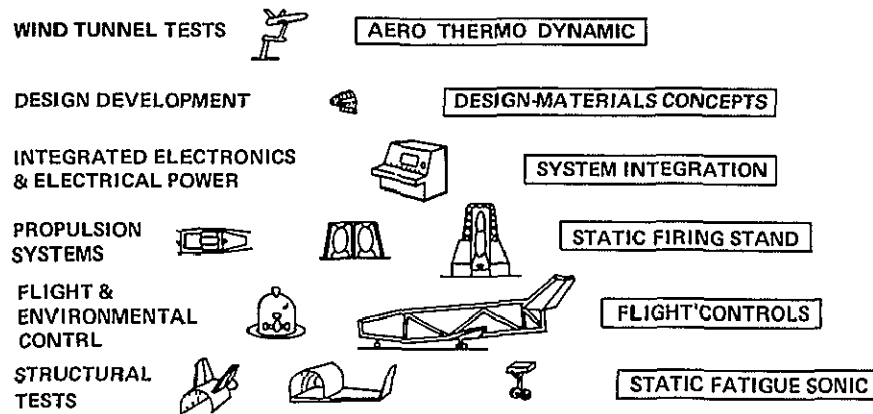 WIND TUNNEL TESTS
AERO THERMO DYNAMIC
DESIGN DEVELOPMENT
DESIGN-MATERIALS CONCEPTS
INTEGRATED ELECTRONICS
& ELECTRICAL POWER
SYSTEM INTEGRATION
PROPULSION
SYSTEMS
STATIC FIRING STAND
FLIGHT &
ENVIRONMENTAL
CONTRL
FLIGHT'CONTROLS
STRUCTURAL
TESTS
STATIC FATIGUE SONIC